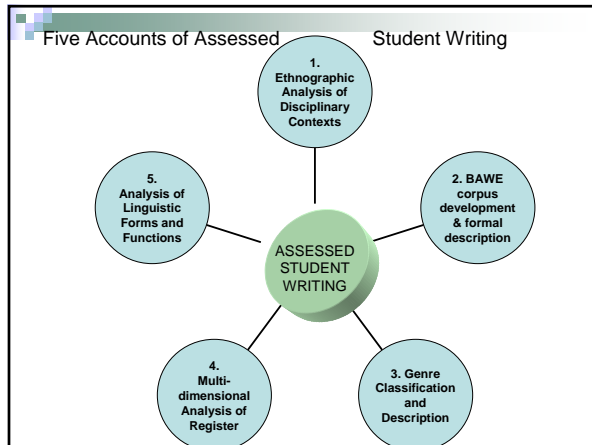 Five Accounts of Assessed Student Writing
1.
Ethnographic
Analysis of
Disciplinary
Contexts
2. BAWE
corpus
development
& formal
description
3. Genre
Classification
and
Description
4.
Multi-
dimensional
Analysis of
Register
5.
Analysis of
Linguistic
Forms and
Functions
ASSESSED
STUDENT
WRITING